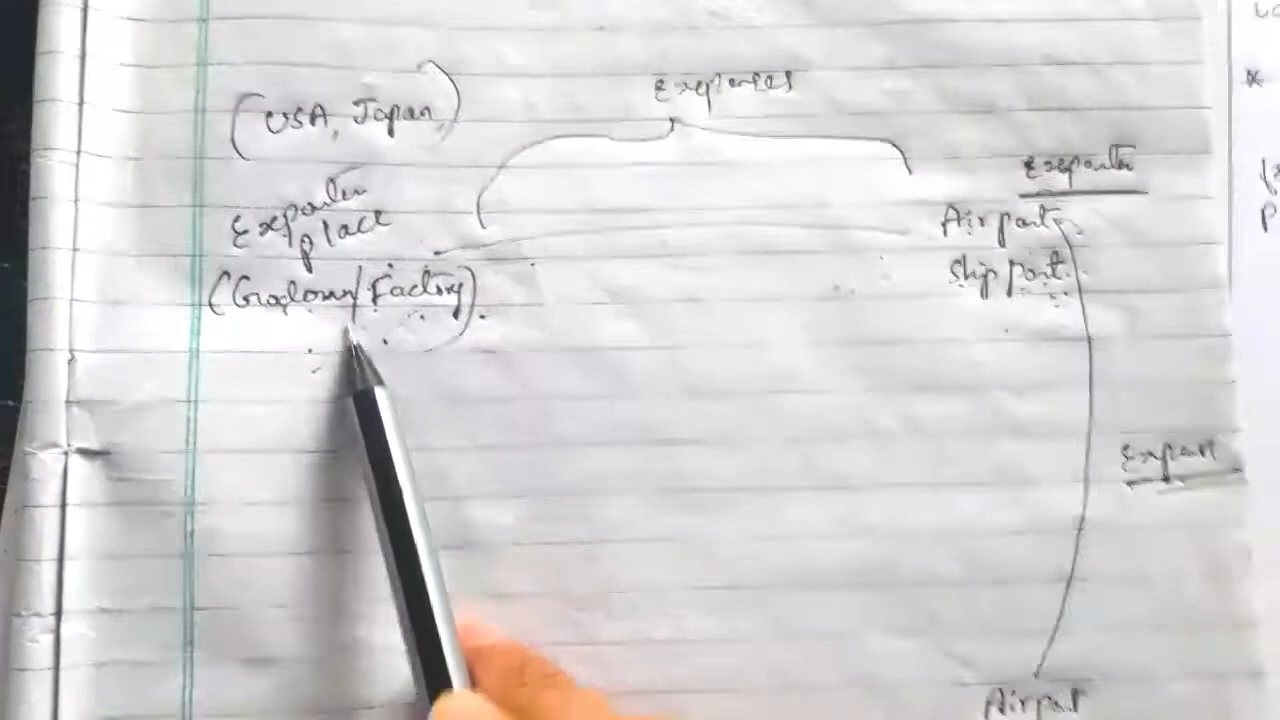 (USA, Japan)
Expenses
Exporter
place
(Godown/Factory)
Exporter
Airport
Ship port
Export
Airport